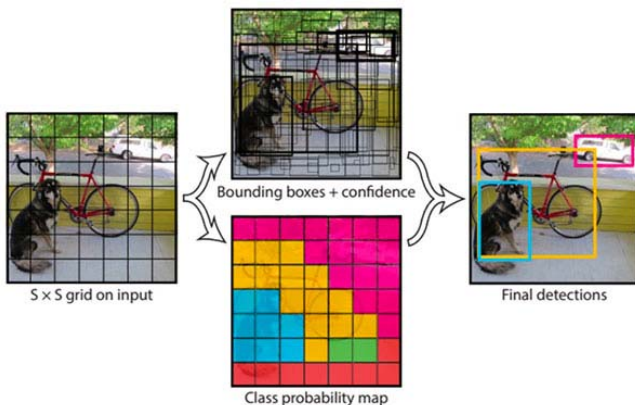 Bounding boxes + confidence
S × S grid on input
Final detections
Class probability map